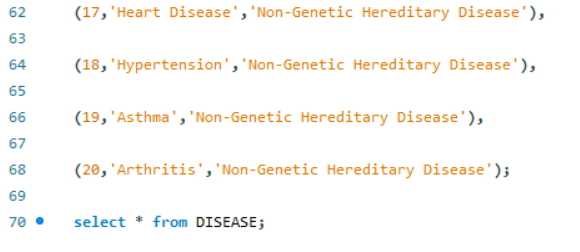 62 (17,'Heart Disease','Non-Genetic Hereditary Disease'),
63
64 (18,'Hypertension','Non-Genetic Hereditary Disease'),
65
66 (19,'Asthma','Non-Genetic Hereditary Disease'),
67
68 (20,'Arthritis','Non-Genetic Hereditary Disease');
69
70 select * from DISEASE;